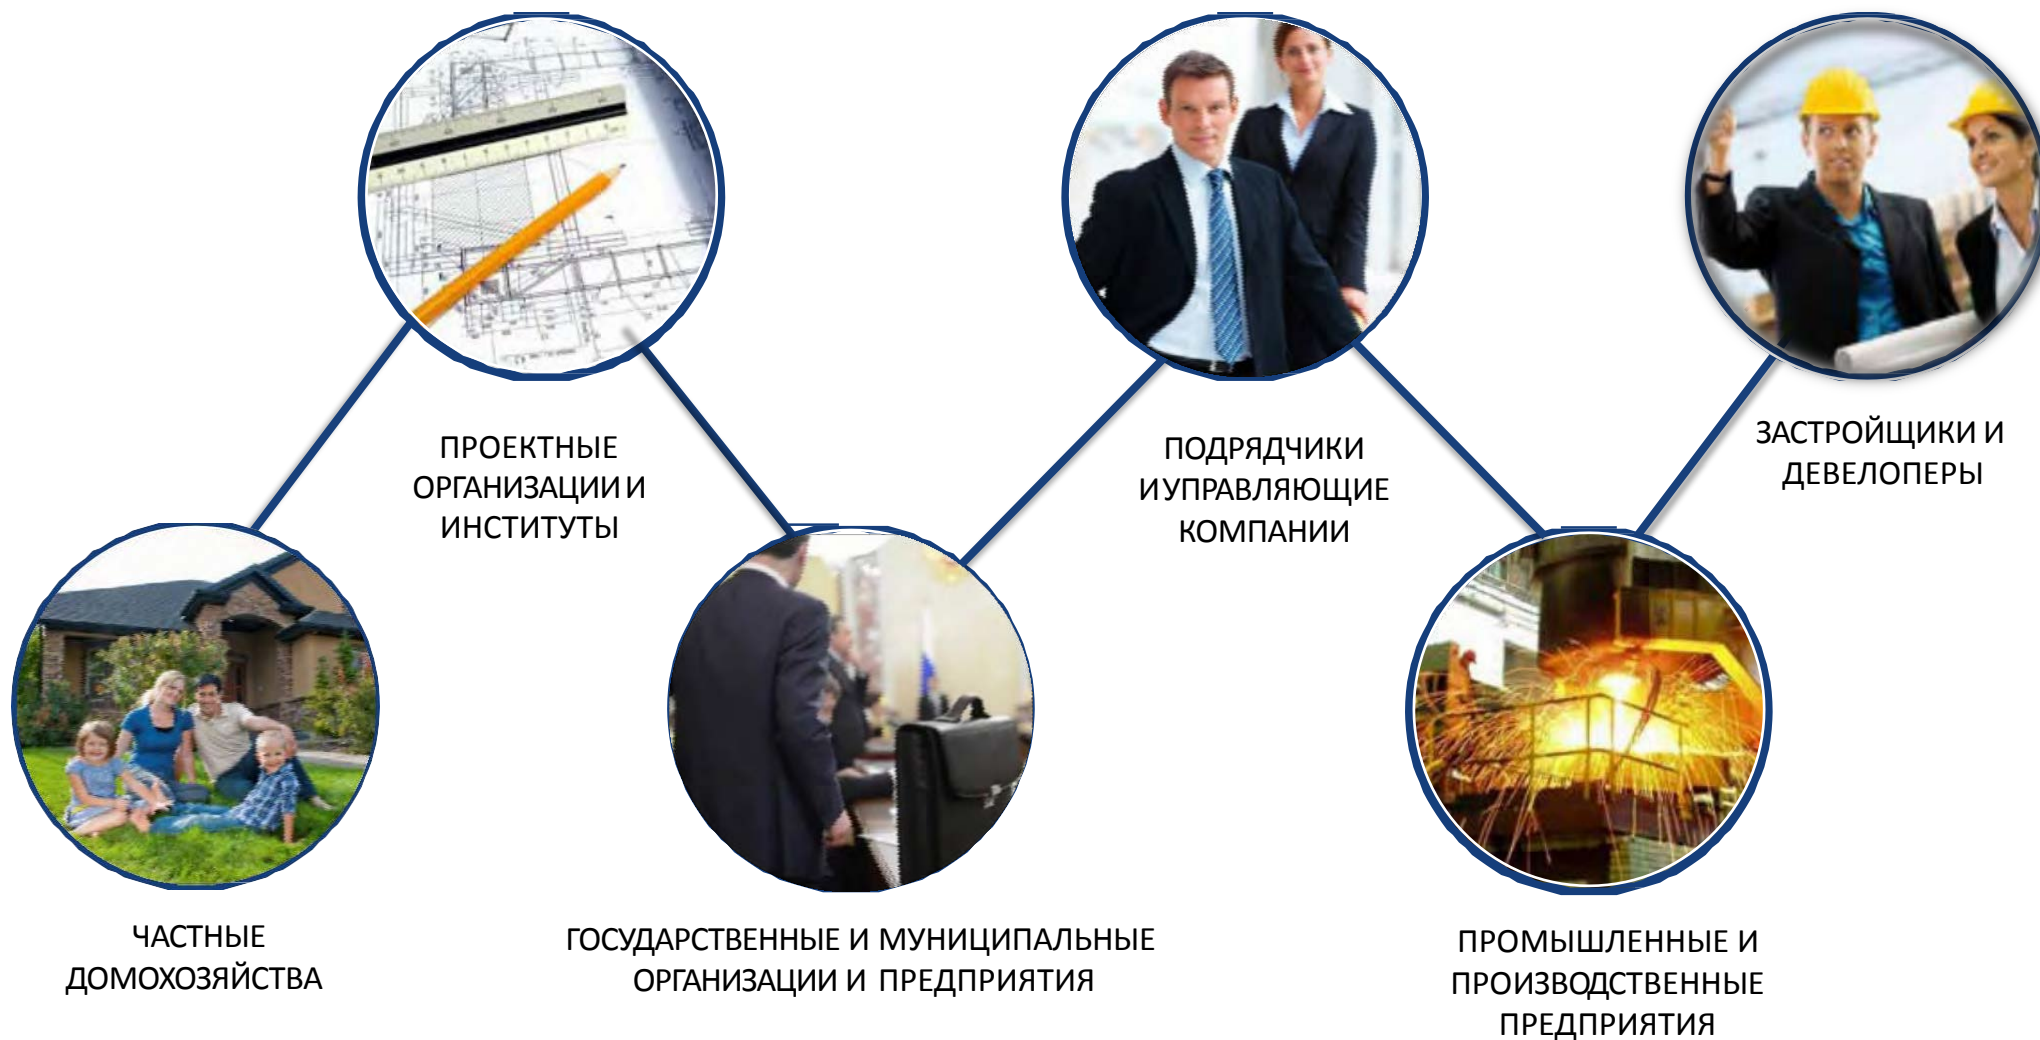 ПРОЕКТНЫЕ
ОРГАНИЗАЦИИ И
ИНСТИТУТЫ
ПОДРЯДЧИКИ
И УПРАВЛЯЮЩИЕ
КОМПАНИИ
ЗАСТРОЙЩИКИ И
ДЕВЕЛОПЕРЫ
ЧАСТНЫЕ
ДОМОХОЗЯЙСТВА
ГОСУДАРСТВЕННЫЕ И МУНИЦИПАЛЬНЫЕ
ОРГАНИЗАЦИИ И ПРЕДПРИЯТИЯ
ПРОМЫШЛЕННЫЕ И
ПРОИЗВОДСТВЕННЫЕ
ПРЕДПРИЯТИЯ